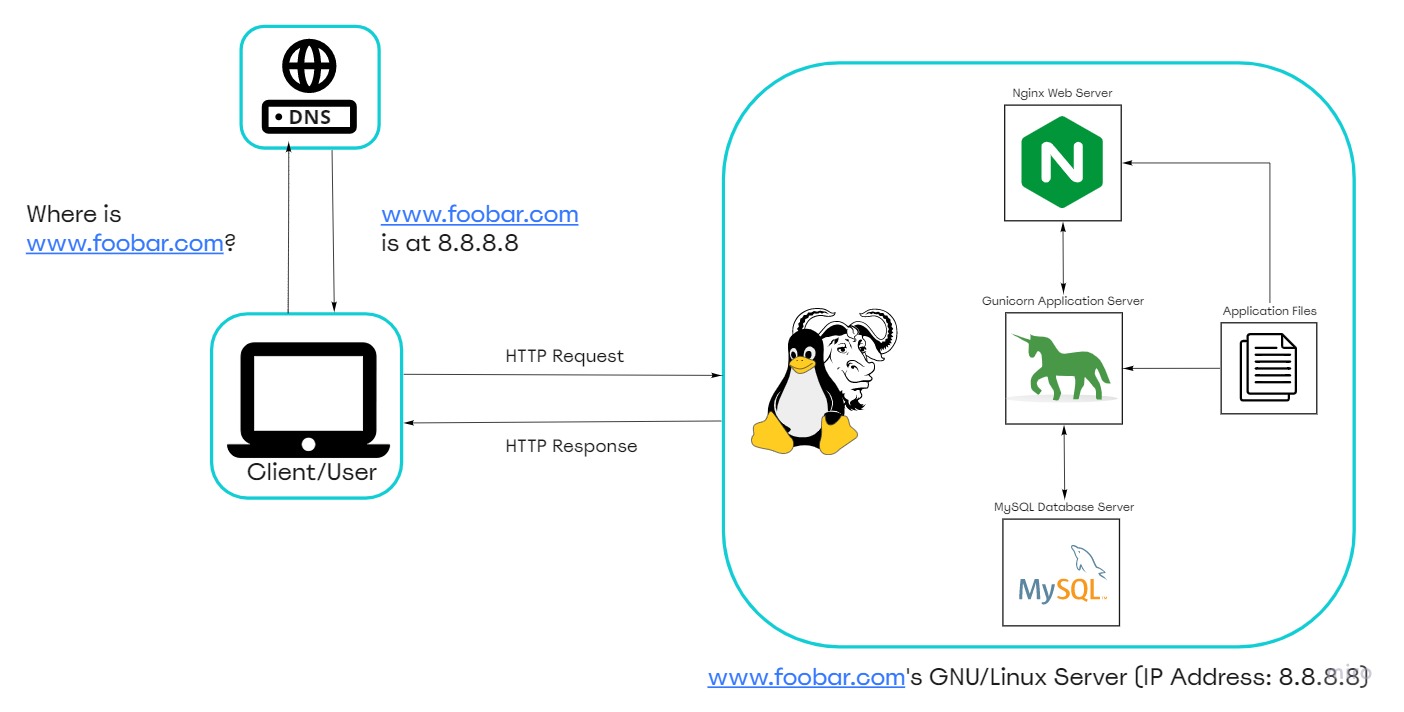 DNS
Where is
www.foobar.com?
www.foobar.com
is at 8.8.8.8
Client/User
HTTP Request
HTTP Response
Nginx Web Server
N
Gunicorn Application Server
Application Files
MySQL Database Server
MySQL
www.foobar.com's GNU/Linux Server (IP Address: 8.8.8.8)
miro